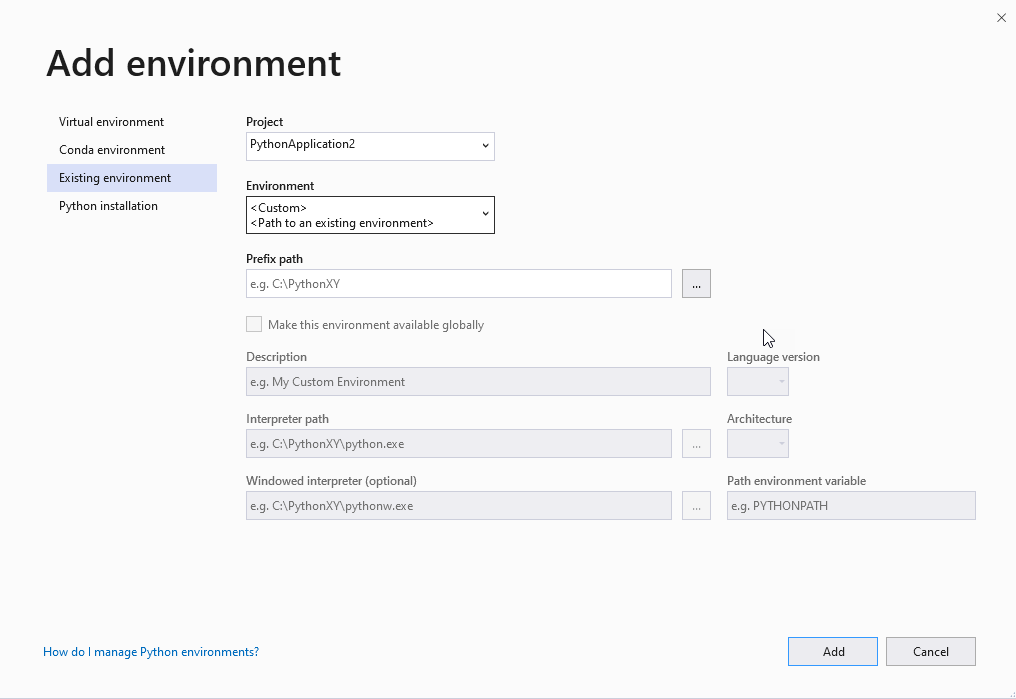 Add environment
Virtual environment
Conda environment
Existing environment
Python installation
Project
PythonApplication2
Environment
<Custom>
<Path to an existing environment>
Prefix path
e.g. C:\PythonXY
...
Make this environment available globally
Description
Language version
e.g. My Custom Environment
Interpreter path
Architecture
e.g. C:\PythonXY\python.exe
...
Windowed interpreter (optional)
Path environment variable
e.g. C:\PythonXY\pythonw.exe
...
e.g. PYTHONPATH
How do I manage Python environments?
Add
Cancel